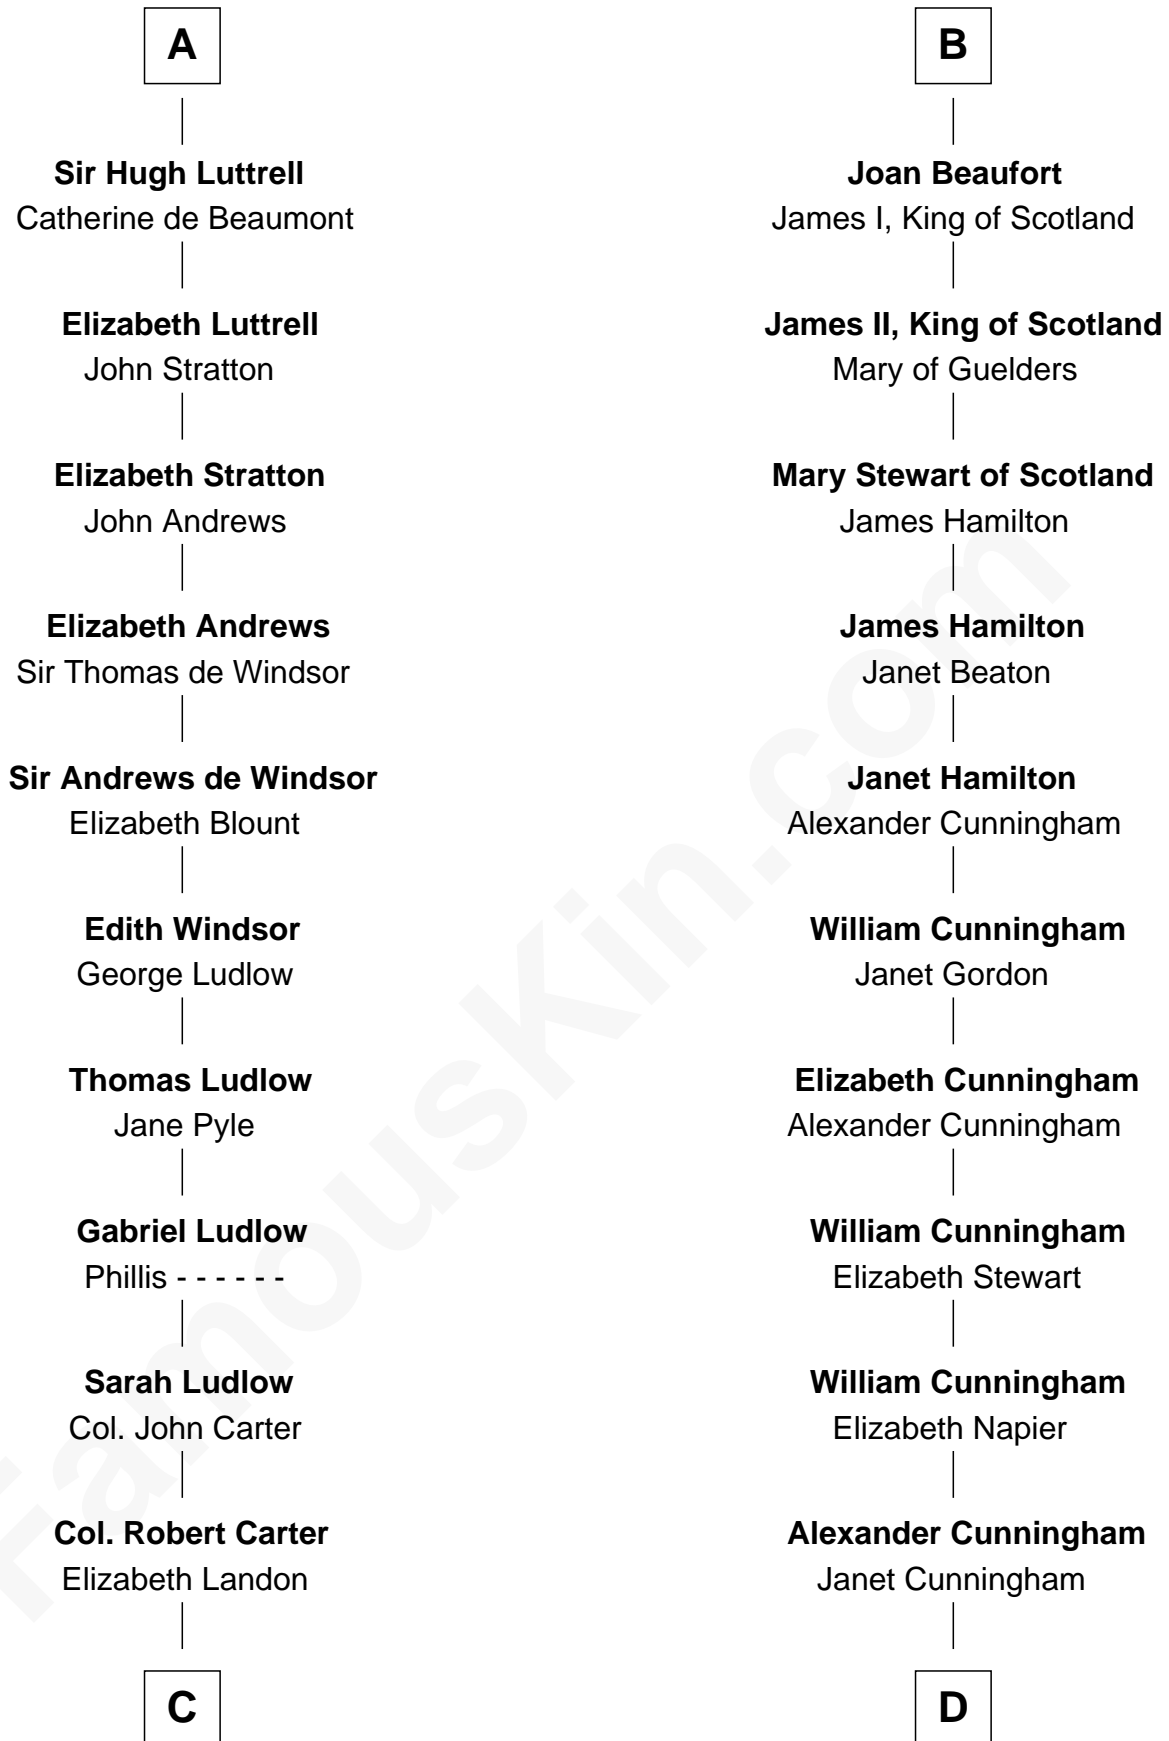 A
Sir Hugh Luttrell
Catherine de Beaumont
Elizabeth Luttrell
John Stratton
Elizabeth Stratton
John Andrews
Elizabeth Andrews
Sir Thomas de Windsor
Sir Andrews de Windsor
Elizabeth Blount
Edith Windsor
George Ludlow
Thomas Ludlow
Jane Pyle
Gabriel Ludlow
Phillis - - - - - -
Sarah Ludlow
Col. John Carter
Col. Robert Carter
Elizabeth Landon
C
B
Joan Beaufort
James I, King of Scotland
James II, King of Scotland
Mary of Guelders
Mary Stewart of Scotland
James Hamilton
James Hamilton
Janet Beaton
Janet Hamilton
Alexander Cunningham
William Cunningham
Janet Gordon
Elizabeth Cunningham
Alexander Cunningham
William Cunningham
Elizabeth Stewart
William Cunningham
Elizabeth Napier
Alexander Cunningham
Janet Cunningham
D
FamousKin.com